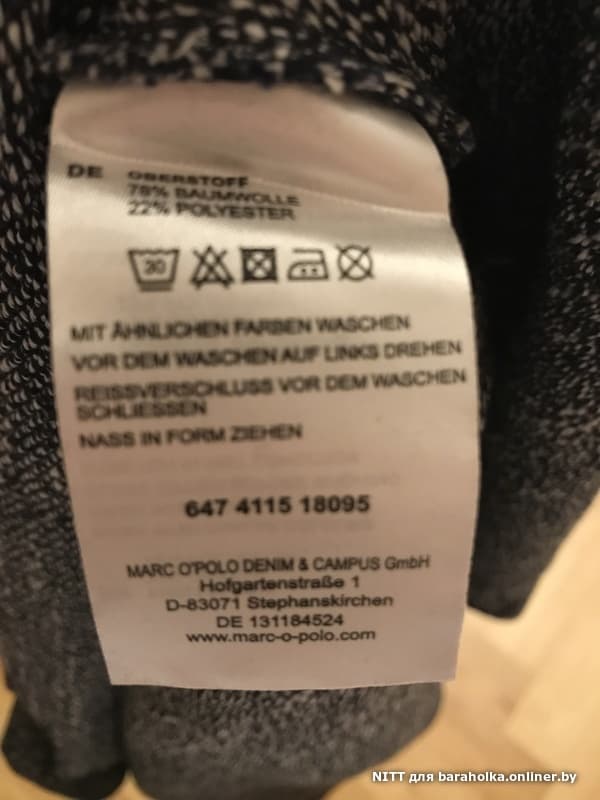 DE OBERSTOFF
78% BAUMWOLLE
22% POLYESTER
30
MIT ÄHNLICHEN FARBEN WASCHEN
VOR DEM WASCHEN AUF LINKS DREHEN
REISSVERSCHLUSS VOR DEM WASCHEN
SCHLIESSEN
NASS IN FORM ZIEHEN
647 4115 18095
MARC O'POLO DENIM & CAMPUS GmbH
Hofgartenstraße 1
D-83071 Stephanskirchen
DE 131184524
www.marc-o-polo.com
NITT для baraholka.onliner.by